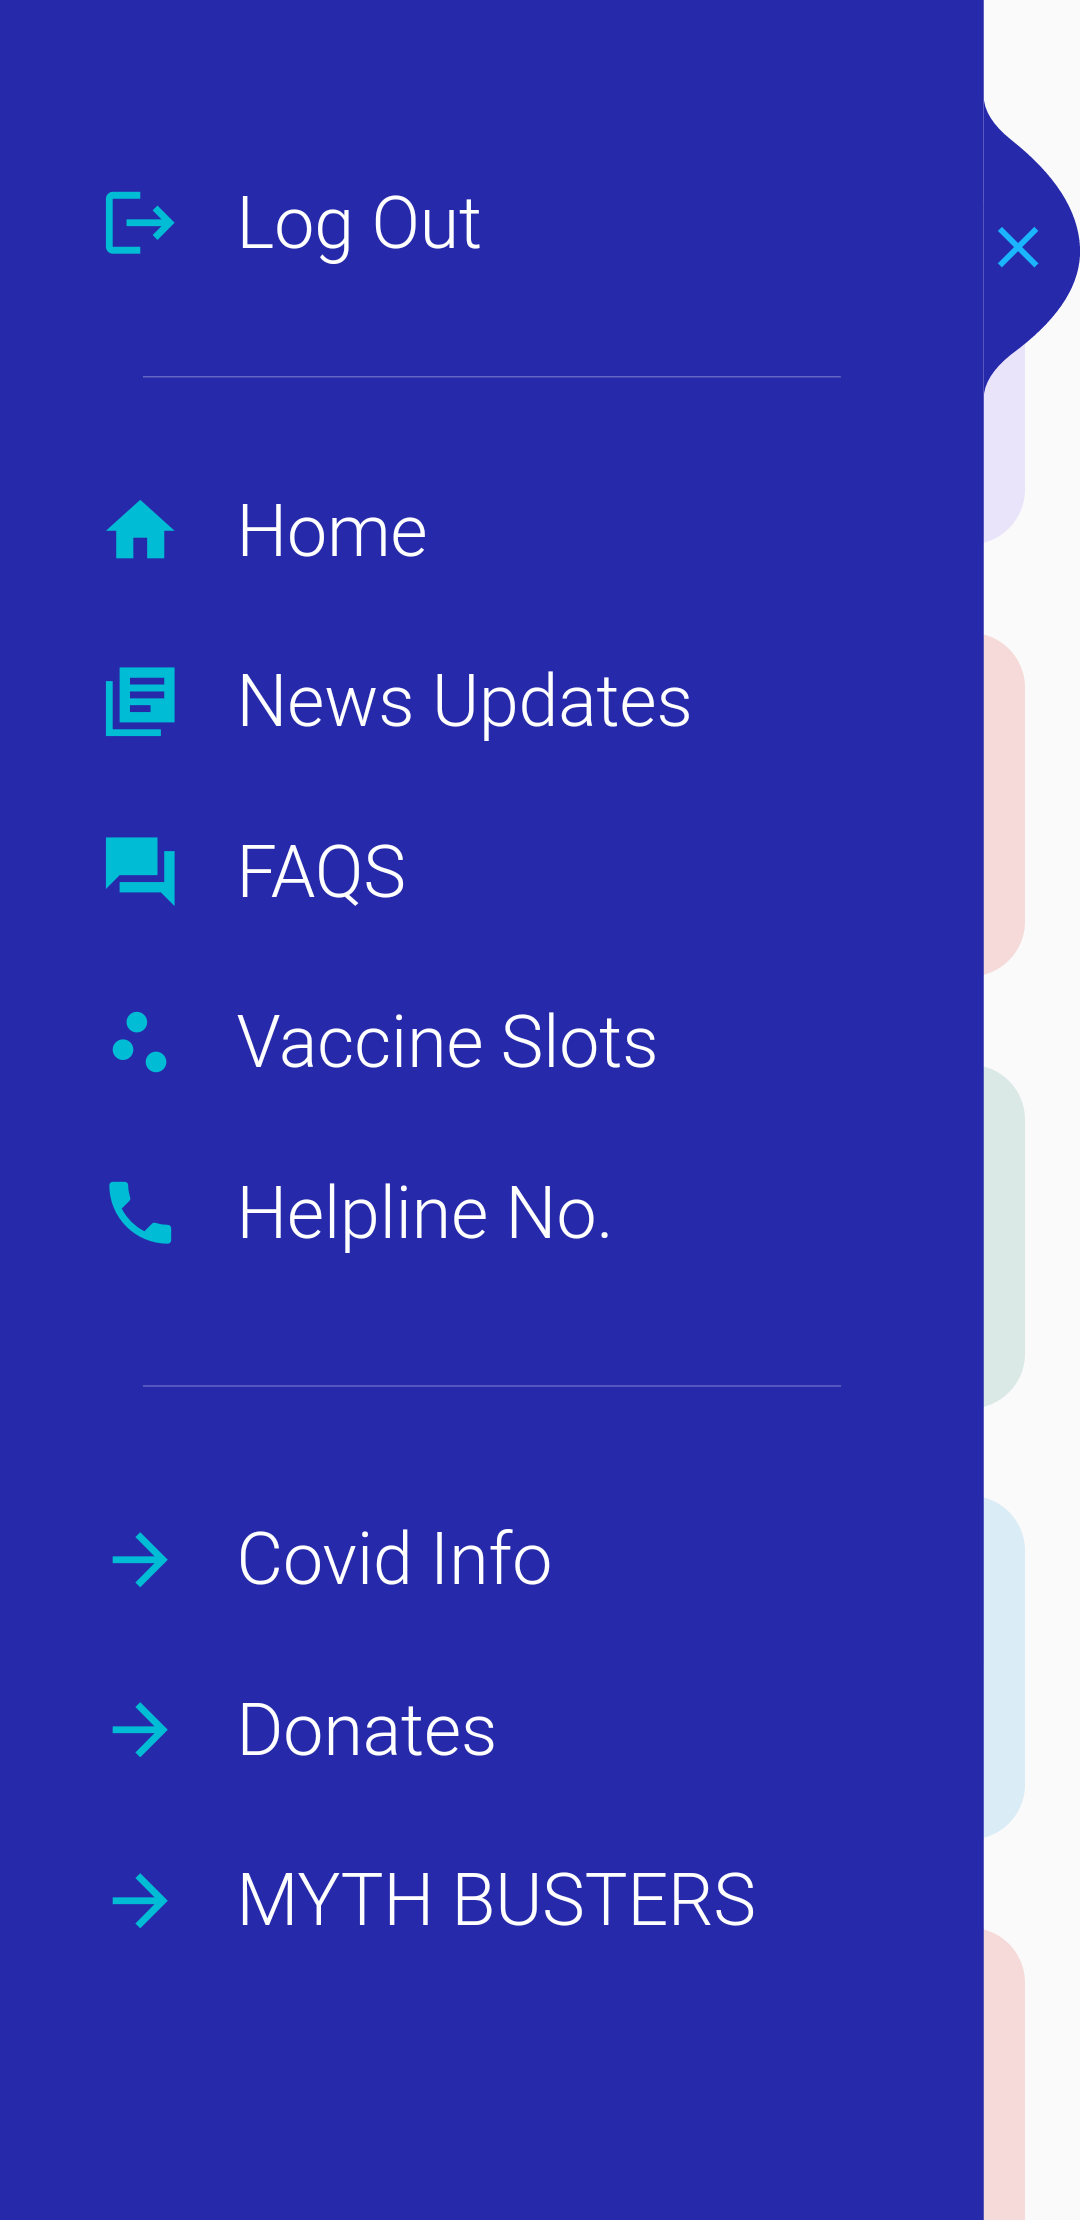 Log Out
Home
News Updates
FAQS
Vaccine Slots
Helpline No.
Covid Info
Donates
MYTH BUSTERS